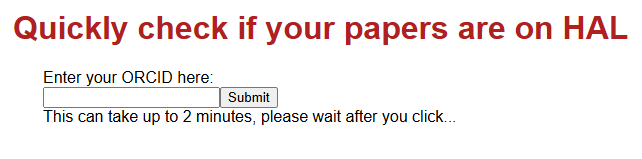 Quickly check if your papers are on HAL
Enter your ORCID here:
Submit
This can take up to 2 minutes, please wait after you click...